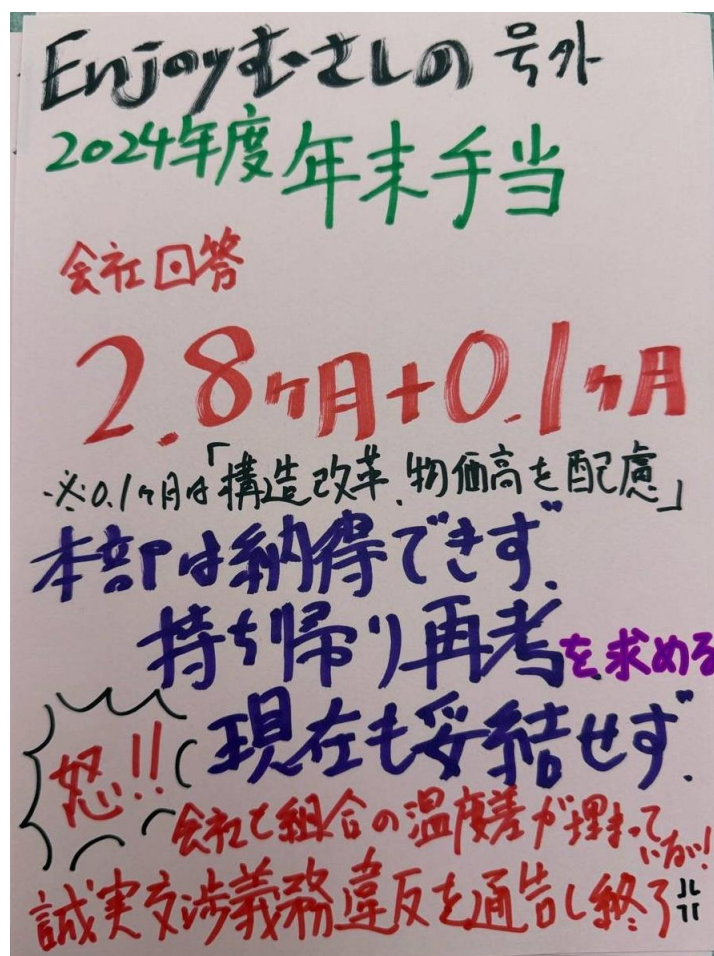 Enjoyむさしの 号外
2024年度 年末手当
会社回答
2.8ヶ月+0.1ヶ月
※0.1ヶ月は「構造改革、物価高を配慮」
本部は納得できず、
持ち帰り再考を求める
現在も妥結せず、
怒!!
会社と組合の温度差が埋まって
いない!
誠実交渉義務違反を通告し終了